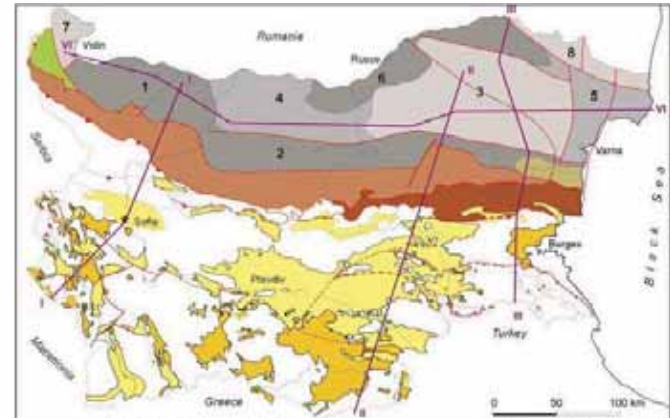 III
7
VI
Vidin
Rumania
Ruse
8
I
II
6
1
4
3
5
VI
2
Varna
Serbia
Sofia
Black Sea
Burgas
Plovdiv
I
III
Turkey
Macedonia
Greece
II
0
50
100 km